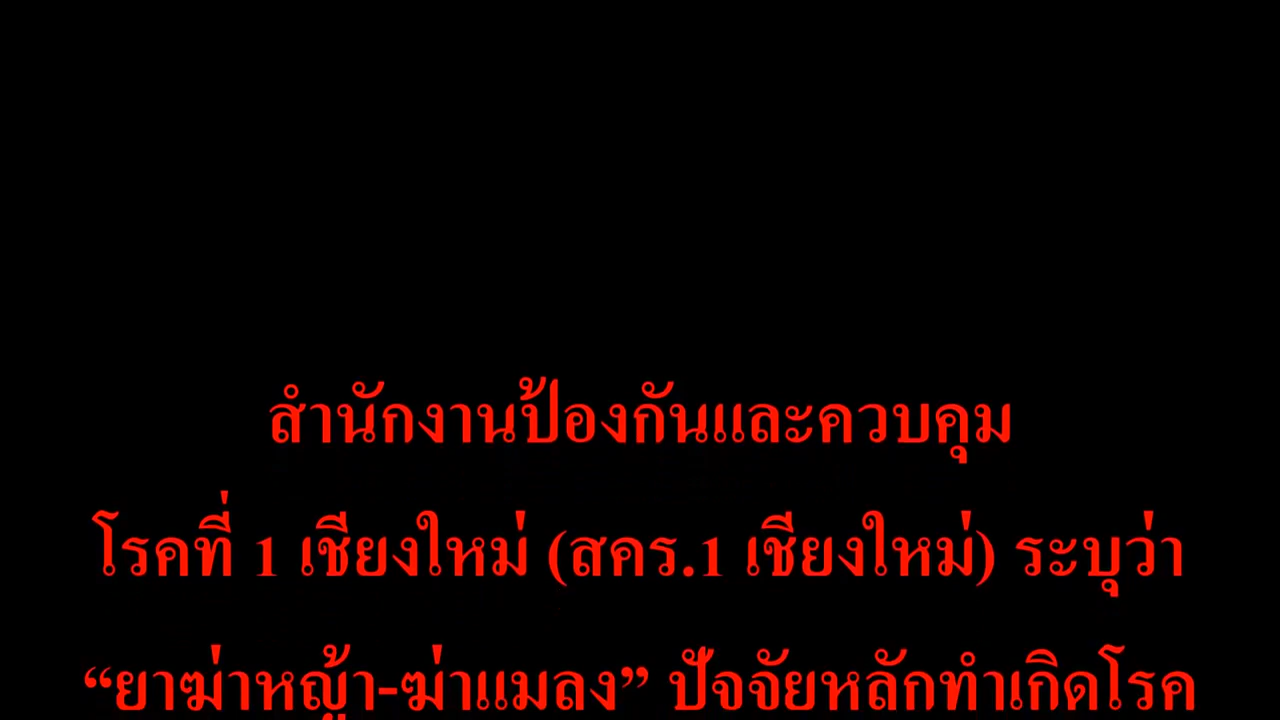 สำนักงานป้องกันและควบคุม
โรคที่ 1 เชียงใหม่ (สคร.1 เชียงใหม่) ระบุว่า
“ยาฆ่าหญ้า-ฆ่าแมลง” ปัจจัยหลักทำเกิดโรค